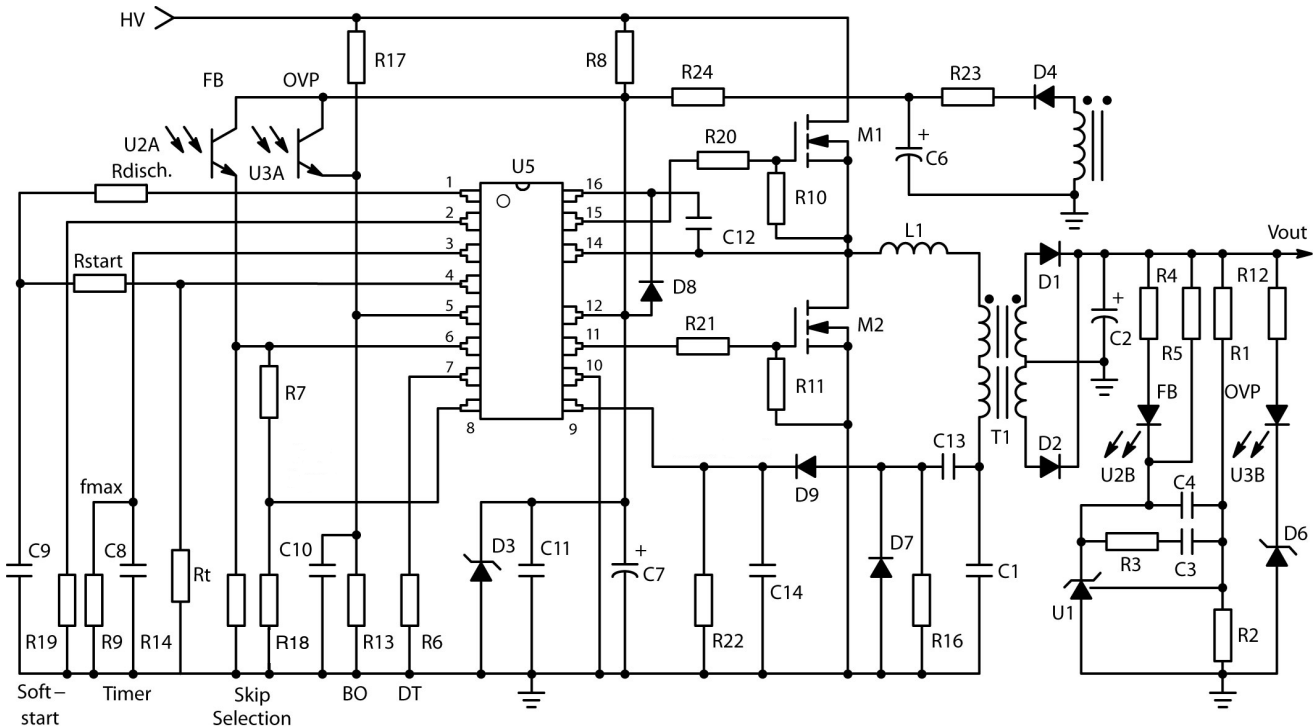 HV
R17
R8
FB
OVP
R24
R23
D4
U2A
U3A
Rdisch.
R20
M1
C6
U5
1
16
R10
2
15
C12
3
14
L1
Vout
Rstart
4
D8
D1
R4
R12
5
12
M2
C2
6
11
R21
R5
R1
7
10
R7
R11
FB
OVP
8
9
C13
T1
D2
U2B
U3B
D9
fmax
C4
C9
C8
C10
D3
C11
C7
D7
C1
R3
C3
D6
Rt
C14
U1
R19
R9
R14
R18
R13
R6
R22
R16
R2
Soft–
start
Timer
Skip
Selection
BO
DT